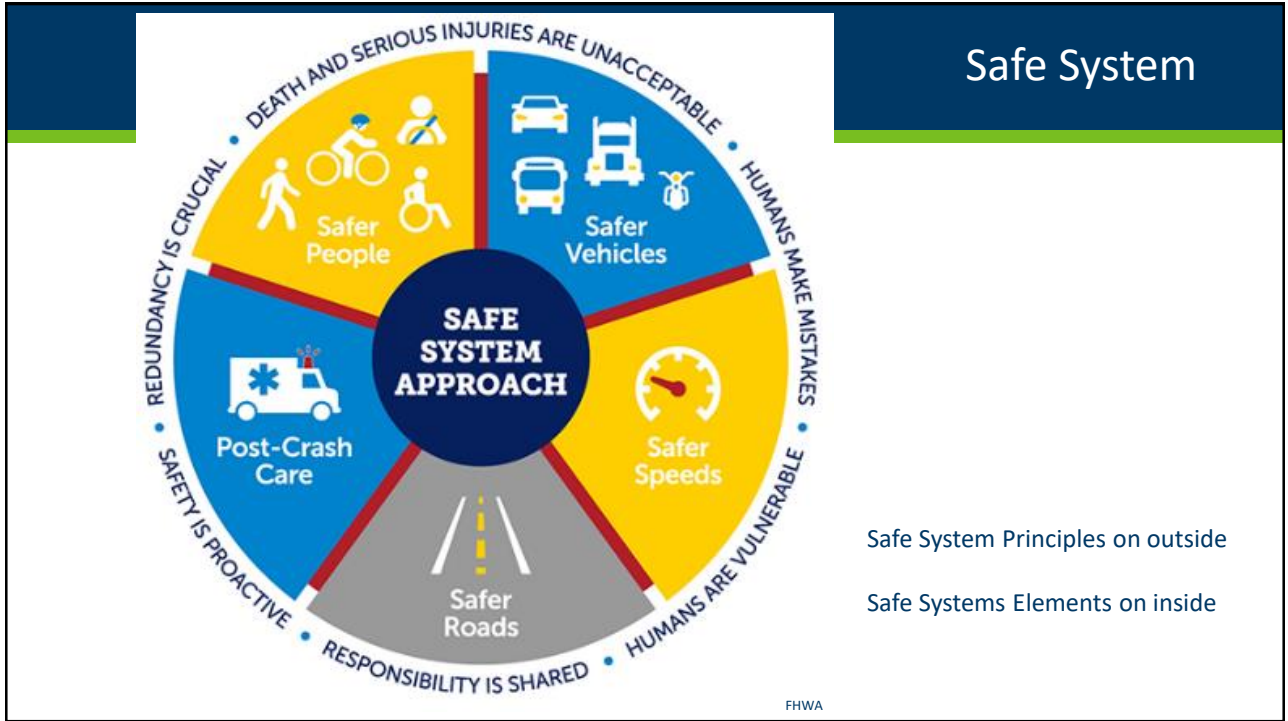 Safe System
DEATH AND SERIOUS INJURIES ARE UNACCEPTABLE •
HUMANS MAKE MISTAKES •
HUMANS ARE VULNERABLE •
RESPONSIBILITY IS SHARED •
SAFETY IS PROACTIVE •
REDUNDANCY IS CRUCIAL •
Safer
People
Safer
Vehicles
SAFE
SYSTEM
APPROACH
Post-Crash
Care
Safer
Speeds
Safer
Roads
Safe System Principles on outside
Safe Systems Elements on inside
FHWA